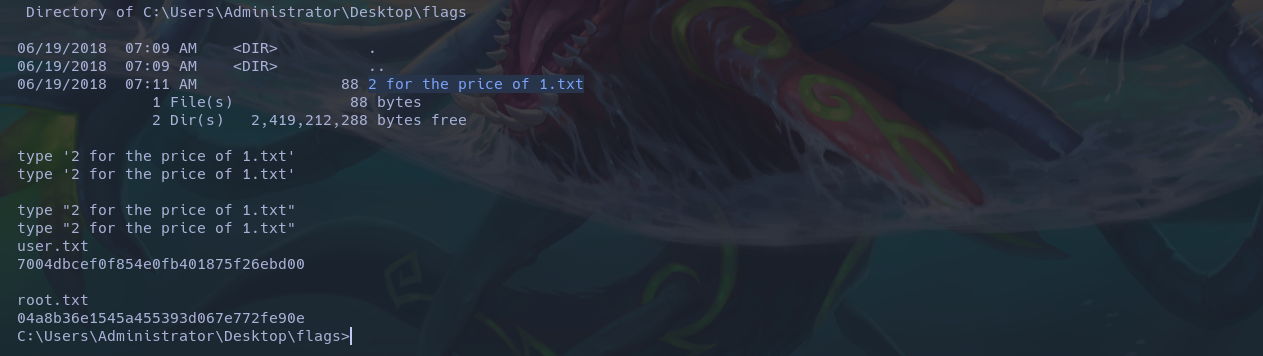 Directory of C:\Users\Administrator\Desktop\flags
06/19/2018  07:09 AM    <DIR>          .
06/19/2018  07:09 AM    <DIR>          ..
06/19/2018  07:11 AM                88 2 for the price of 1.txt
1 File(s)             88 bytes
2 Dir(s)   2,419,212,288 bytes free
type '2 for the price of 1.txt'
type '2 for the price of 1.txt'
type "2 for the price of 1.txt"
type "2 for the price of 1.txt"
user.txt
7004dbcef0f854e0fb401875f26ebd00
root.txt
04a8b36e1545a455393d067e772fe90e
C:\Users\Administrator\Desktop\flags>